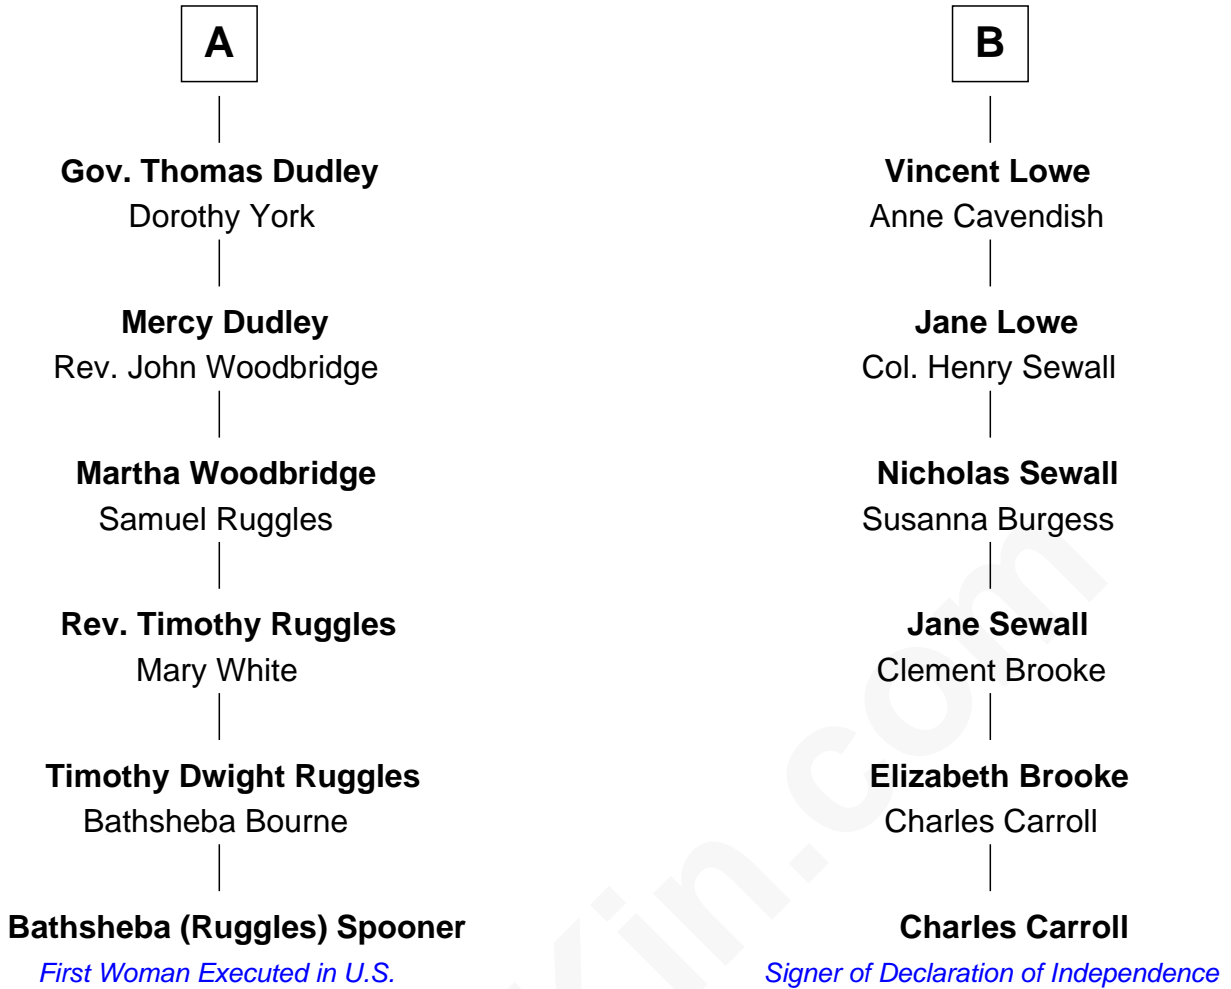 A
B
Gov. Thomas Dudley
Dorothy York
Vincent Lowe
Anne Cavendish
Mercy Dudley
Rev. John Woodbridge
Jane Lowe
Col. Henry Sewall
Martha Woodbridge
Samuel Ruggles
Nicholas Sewall
Susanna Burgess
Rev. Timothy Ruggles
Mary White
Jane Sewall
Clement Brooke
Timothy Dwight Ruggles
Bathsheba Bourne
Elizabeth Brooke
Charles Carroll
Bathsheba (Ruggles) Spooner
First Woman Executed in U.S.
Charles Carroll
Signer of Declaration of Independence
Kin.com